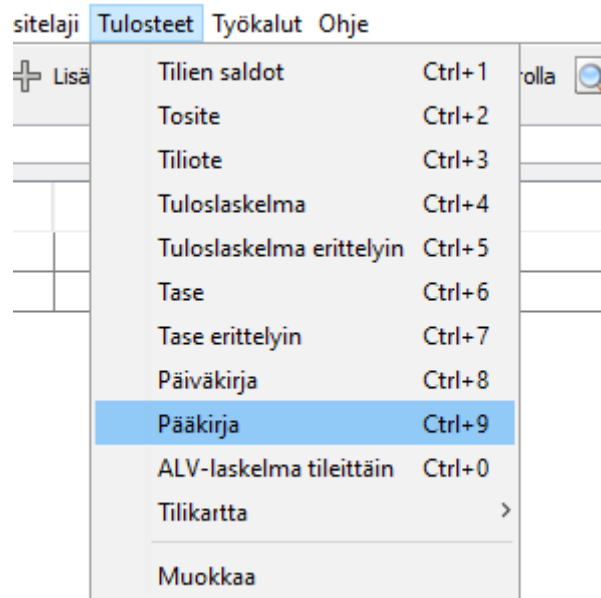 sitelaji Tulosteet Työkalut Ohje
Lisä rolla
Tilien saldot Ctrl+1
Tosite Ctrl+2
Tiliote Ctrl+3
Tuloslaskelma Ctrl+4
Tuloslaskelma erittelyin Ctrl+5
Tase Ctrl+6
Tase erittelyin Ctrl+7
Päiväkirja Ctrl+8
Pääkirja Ctrl+9
ALV-laskelma tileittäin Ctrl+0
Tilikartta
Muokkaa